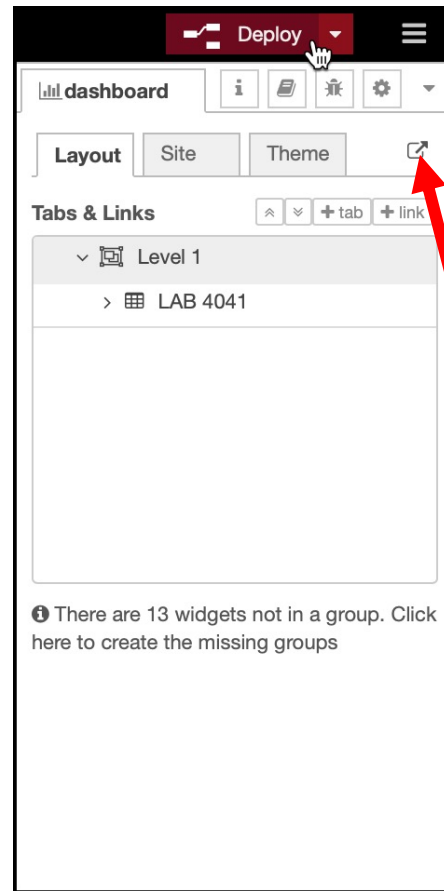 Deploy
dashboard
i
Layout
Site
Theme
Tabs & Links
+ tab
+ link
Level 1
LAB 4041
There are 13 widgets not in a group. Click
here to create the missing groups